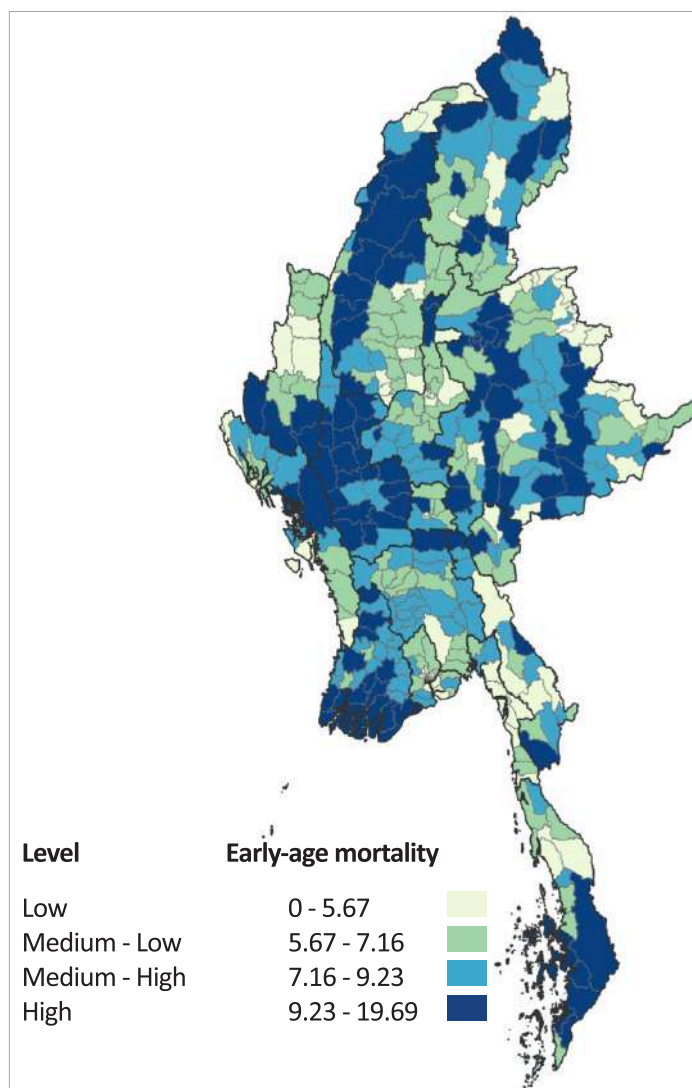 Level Early-age mortality
Low 0 - 5.67
Medium - Low 5.67 - 7.16
Medium - High 7.16 - 9.23
High 9.23 - 19.69